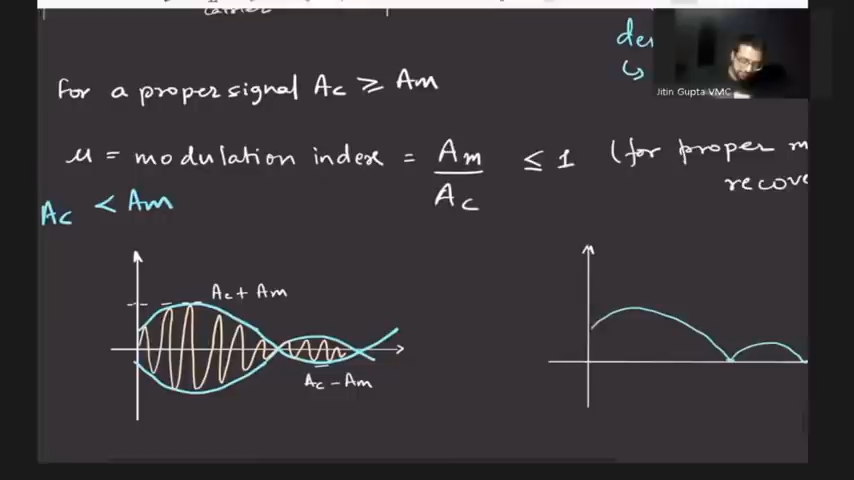 der
↳
Jitin Gupta VMC
For a proper signal Ac ≥ Am
μ = modulation index = Am / Ac ≤ 1 (for proper m
recove
Ac < Am
Ac + Am
Ac - Am